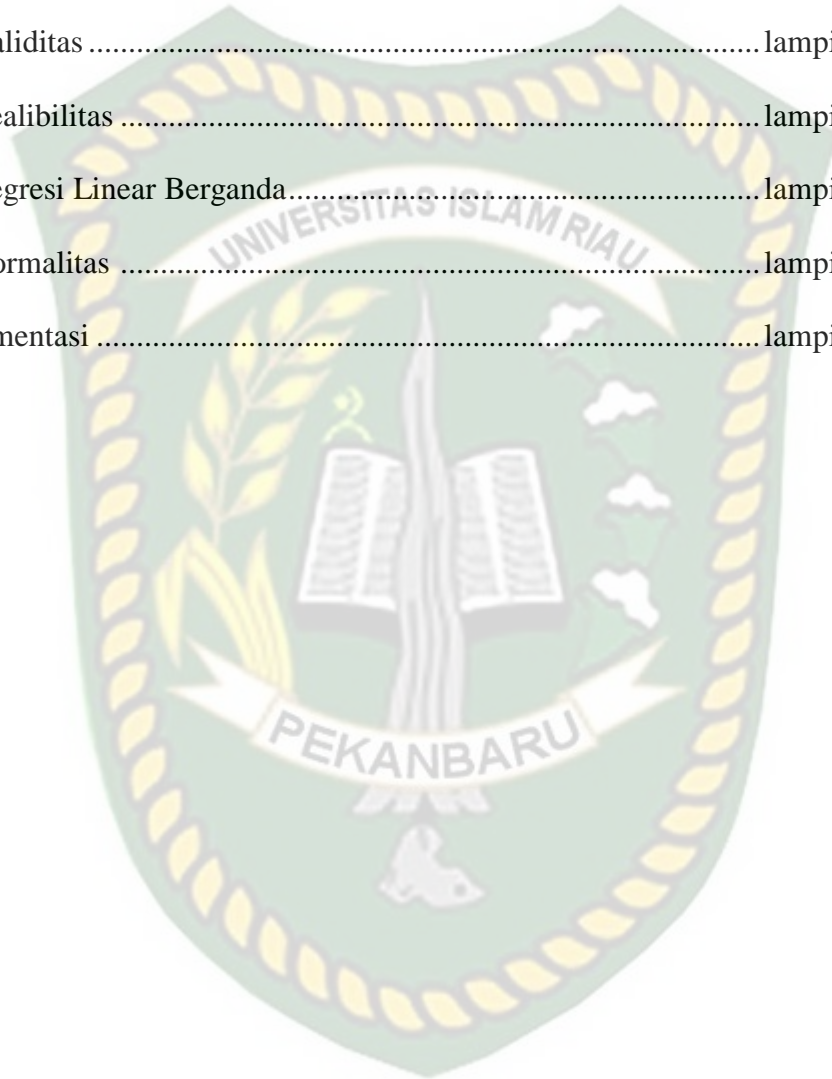 aliditas ........................................................................................ lampi
ealibilitas .................................................................................... lampi
egresi Linear Berganda.............................................................. lampi
ormalitas .................................................................................... lampi
mentasi ....................................................................................... lampi
UNIVERSITAS ISLAM RIAU
PEKANBARU